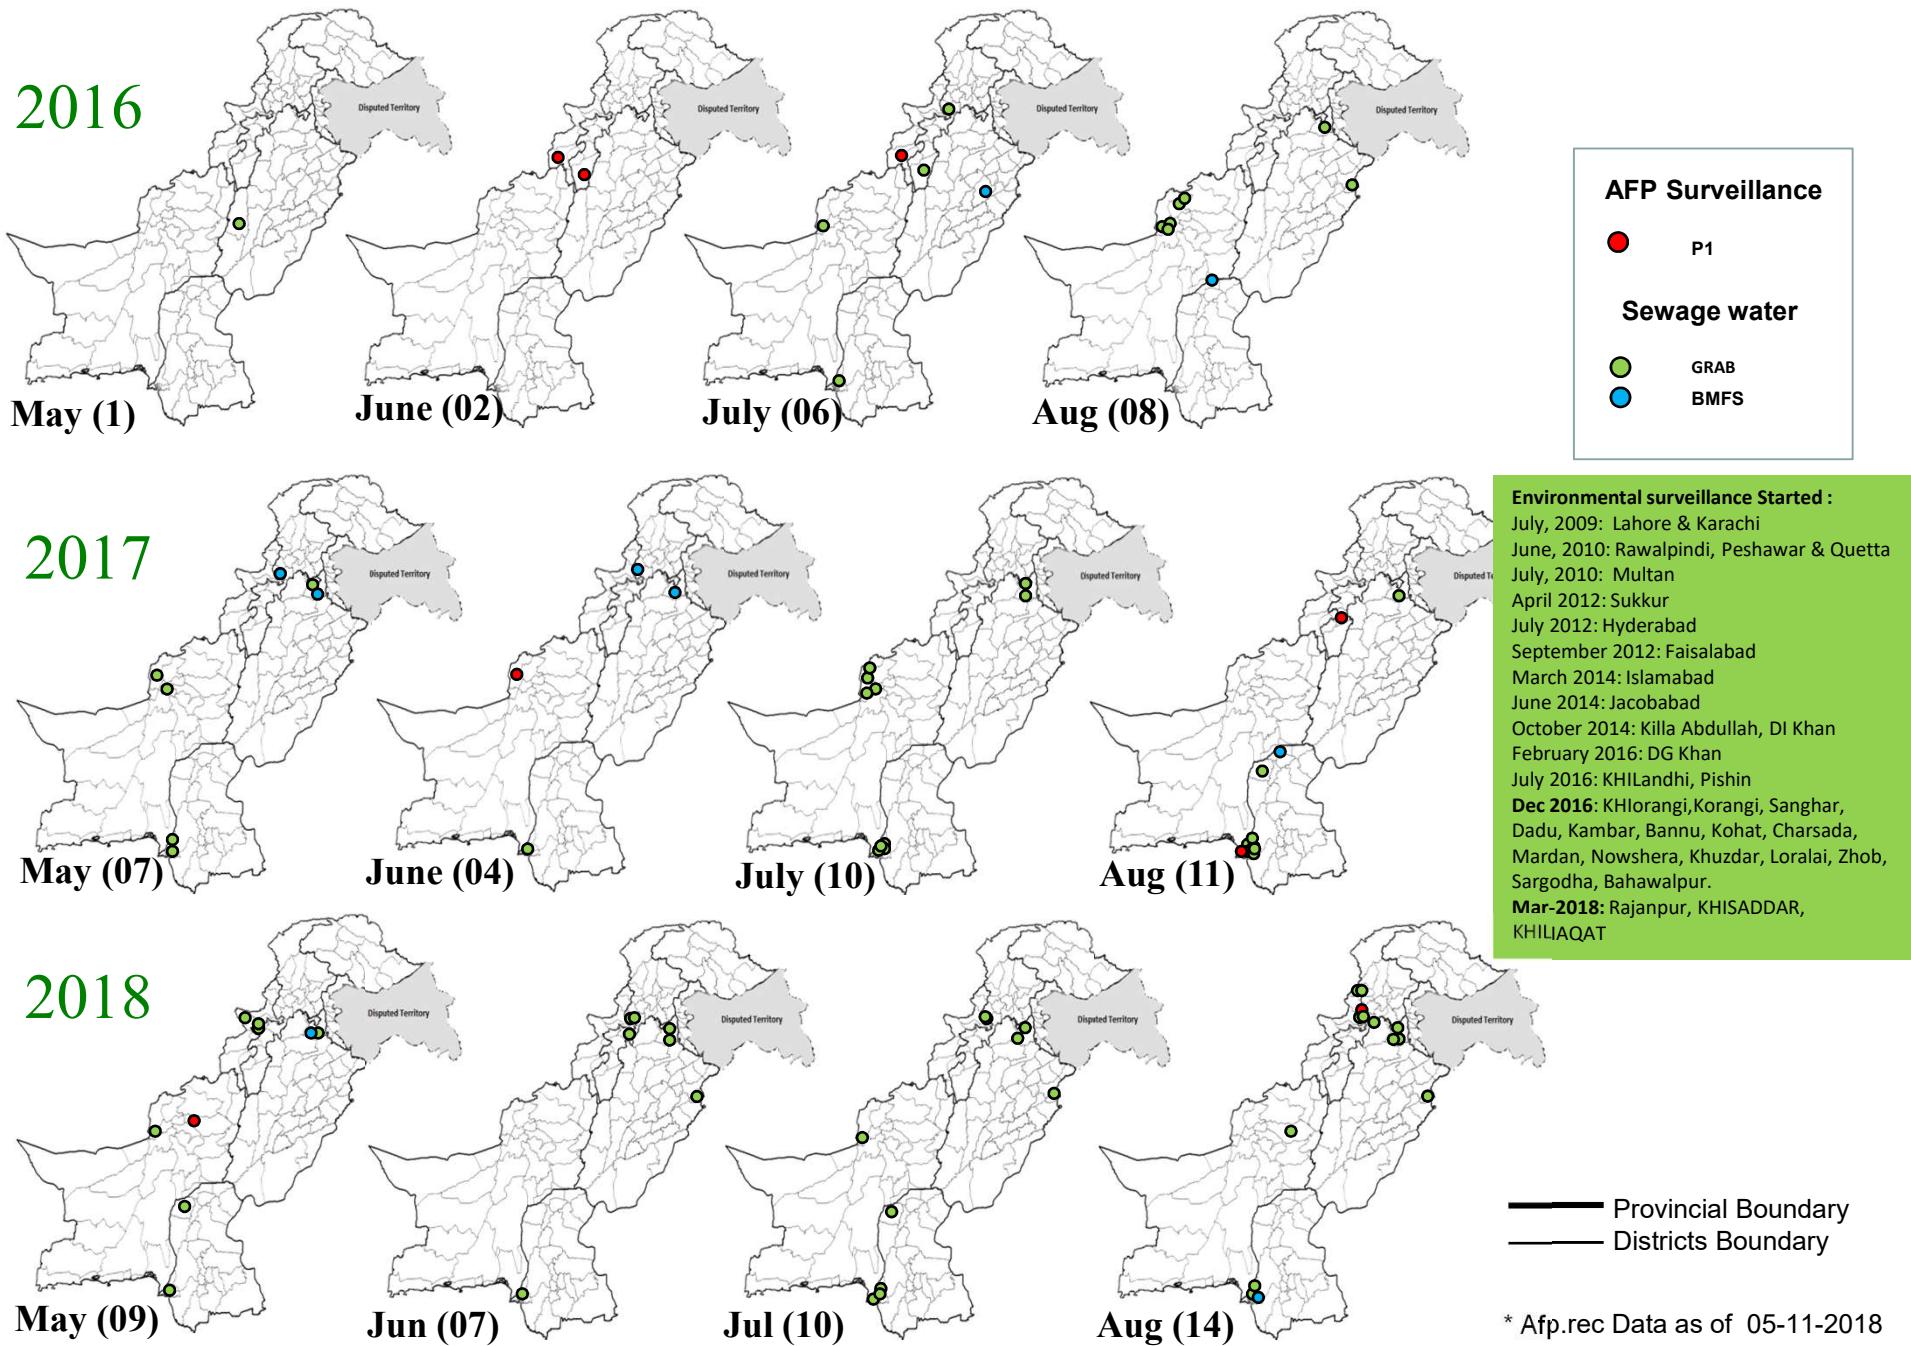 2016
Disputed Territory
Disputed Territory
Disputed Territory
Disputed Territory
May (1)
June (02)
July (06)
Aug (08)
AFP Surveillance
P1
Sewage water
GRAB
BMFS
2017
Disputed Territory
Disputed Territory
Disputed Territory
Disputed Te
May (07)
June (04)
July (10)
Aug (11)
Environmental surveillance Started :
July, 2009: Lahore & Karachi
June, 2010: Rawalpindi, Peshawar & Quetta
July, 2010: Multan
April 2012: Sukkur
July 2012: Hyderabad
September 2012: Faisalabad
March 2014: Islamabad
June 2014: Jacobabad
October 2014: Killa Abdullah, DI Khan
February 2016: DG Khan
July 2016: KHILandhi, Pishin
Dec 2016: KHIorangi,Korangi, Sanghar,
Dadu, Kambar, Bannu, Kohat, Charsada,
Mardan, Nowshera, Khuzdar, Loralai, Zhob,
Sargodha, Bahawalpur.
Mar-2018: Rajanpur, KHISADDAR,
KHILIAQAT
2018
Disputed Territory
Disputed Territory
Disputed Territory
Disputed Territory
May (09)
Jun (07)
Jul (10)
Aug (14)
Provincial Boundary
Districts Boundary
* Afp.rec Data as of 05-11-2018